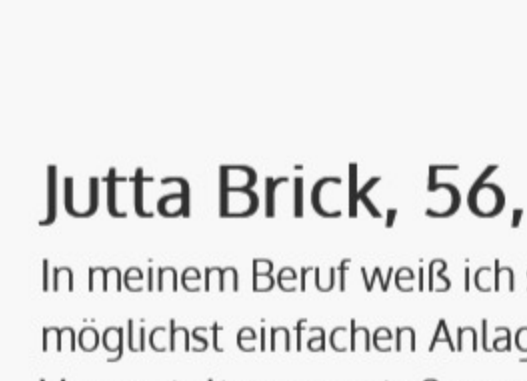 Jutta Brick, 56,
In meinem Beruf weiß ich
möglichst einfachen